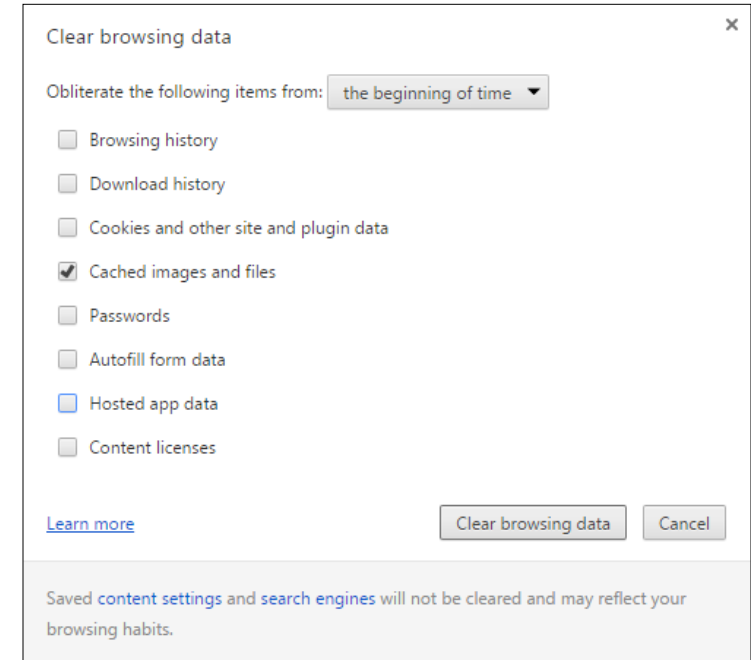 Clear browsing data
Obliterate the following items from: the beginning of time
Browsing history
Download history
Cookies and other site and plugin data
Cached images and files
Passwords
Autofill form data
Hosted app data
Content licenses
Learn more Clear browsing data Cancel
Saved content settings and search engines will not be cleared and may reflect your
browsing habits.